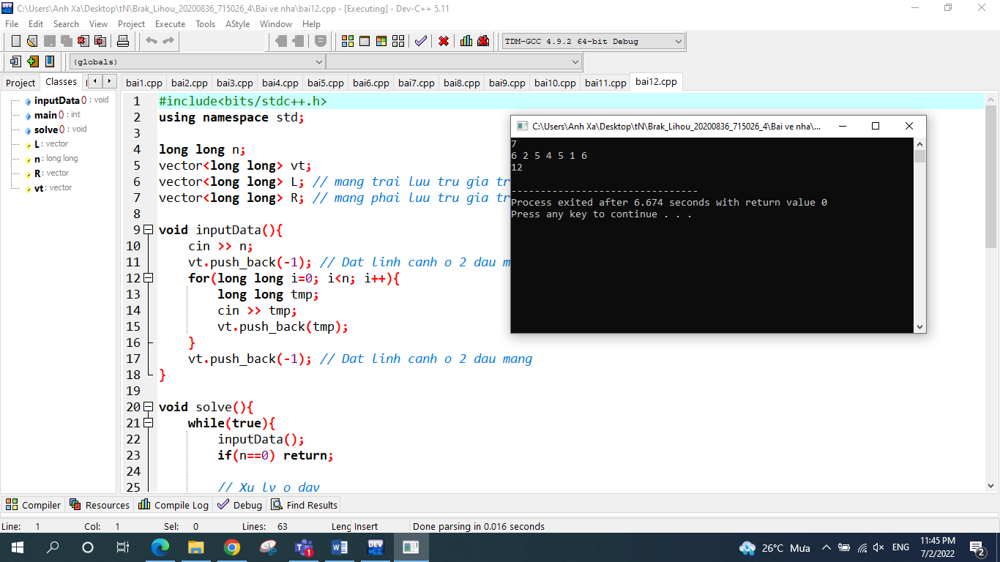 C:\Users\Anh Xa\Desktop\tN\Brak_Lihou_20200836_715026_4\Bai ve nha\bai12.cpp - [Executing] - Dev-C++ 5.11
File Edit Search View Project Execute Tools AStyle Window Help
TDM-GCC 4.9.2 64-bit Debug
(globals)
Project Classes
bai1.cpp bai2.cpp bai3.cpp bai4.cpp bai5.cpp bai6.cpp bai7.cpp bai8.cpp bai9.cpp bai10.cpp bai11.cpp bai12.cpp
inputData() : void
main() : int
solve() : void
L : vector
n : long long
R : vector
vt : vector
1 #include<bits/stdc++.h>
2 using namespace std;
3
4 long long n;
5 vector<long long> vt;
6 vector<long long> L; // mang trai luu tru gia tr
7 vector<long long> R; // mang phai luu tru gia tr
8
9 void inputData(){
10 cin >> n;
11 vt.push_back(-1); // Dat linh canh o 2 dau m
12 for(long long i=0; i<n; i++){
13 long long tmp;
14 cin >> tmp;
15 vt.push_back(tmp);
16 }
17 vt.push_back(-1); // Dat linh canh o 2 dau mang
18 }
19
20 void solve(){
21 while(true){
22 inputData();
23 if(n==0) return;
24
25 // Xu ly o day
C:\Users\Anh Xa\Desktop\tN\Brak_Lihou_20200836_715026_4\Bai ve nha\...
7
6 2 5 4 5 1 6
12
--------------------------------
Process exited after 6.674 seconds with return value 0
Press any key to continue . . .
Compiler Resources Compile Log Debug Find Results
Line: 1 Col: 1 Sel: 0 Lines: 63 Leng Insert Done parsing in 0.016 seconds
DEV 1 26°C Mưa ENG 11:45 PM
7/2/2022 2